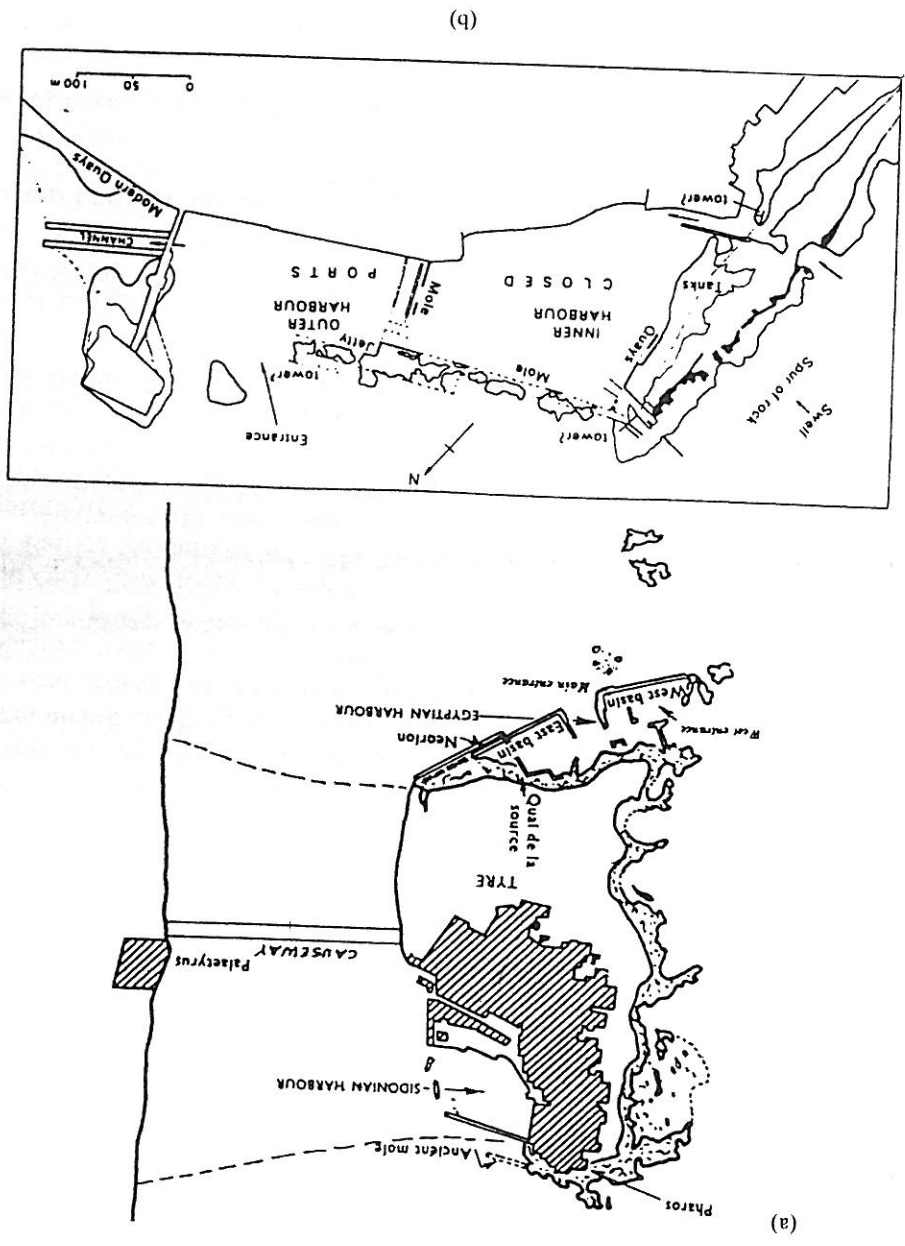 (a)
Pharos
Ancient mole
SIDONIAN HARBOUR
Palaetyrus
CAUSEWAY
TYRE
Quai de la
source
Neorion
East basin
EGYPTIAN HARBOUR
Main entrance
West basin
West entrance
N
Swell
Spur of rock
tower?
Entrance
Mole
tower?
Jetty
Quays
INNER
HARBOUR
CLOSED
OUTER
HARBOUR
PORTS
Tanks
Mole
tower?
CHANNEL
Modern Quays
0 50 100 m
(b)